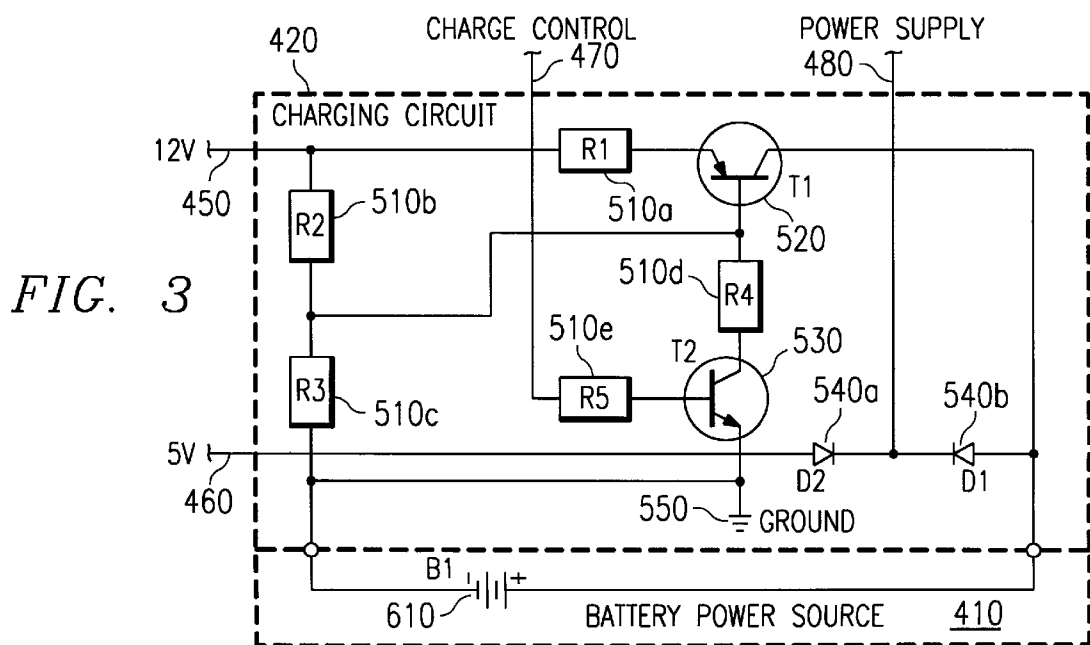 CHARGE CONTROL
POWER SUPPLY
420
470
480
CHARGING CIRCUIT
12V
R1
T1
450
510b
510a
520
R2
510d
FIG. 3
R4
510e
T2
530
R3
R5
540a
510c
540b
5V
D2
D1
460
550
GROUND
B1
-
+
610
BATTERY POWER SOURCE
410